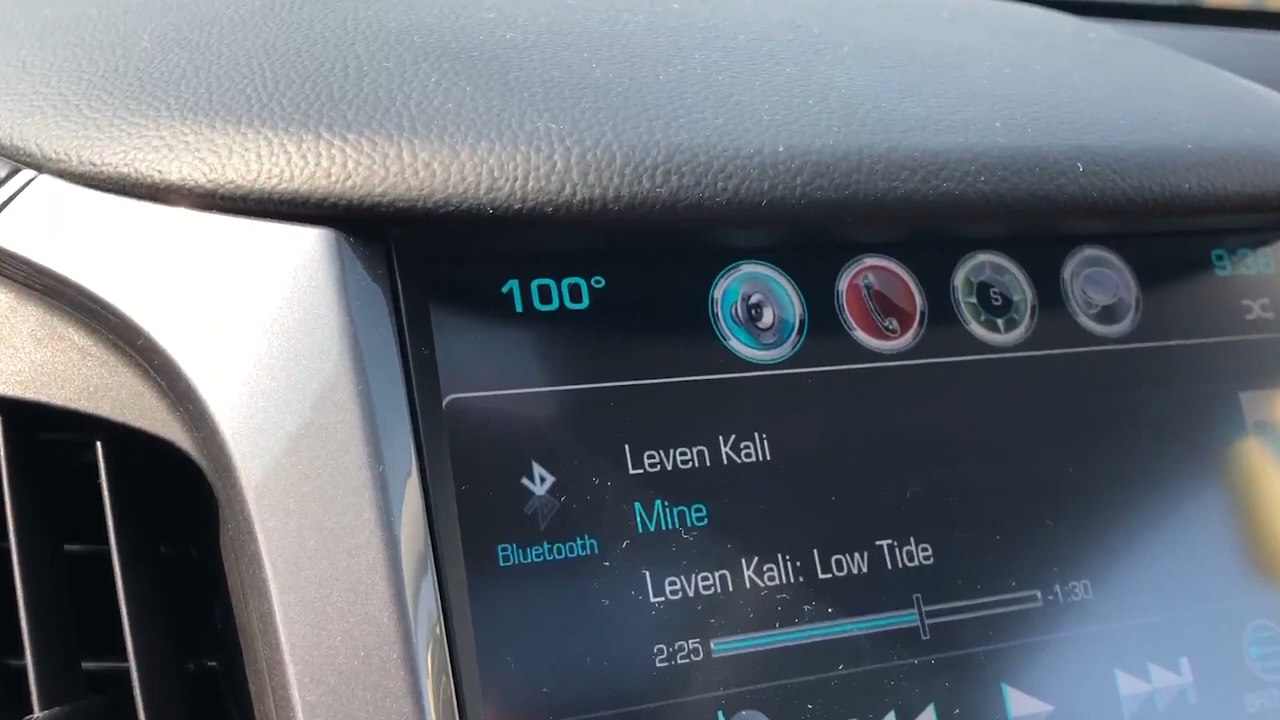 100°
S
9:36
Leven Kali
Mine
Bluetooth
Leven Kali: Low Tide
2:25
-1:30